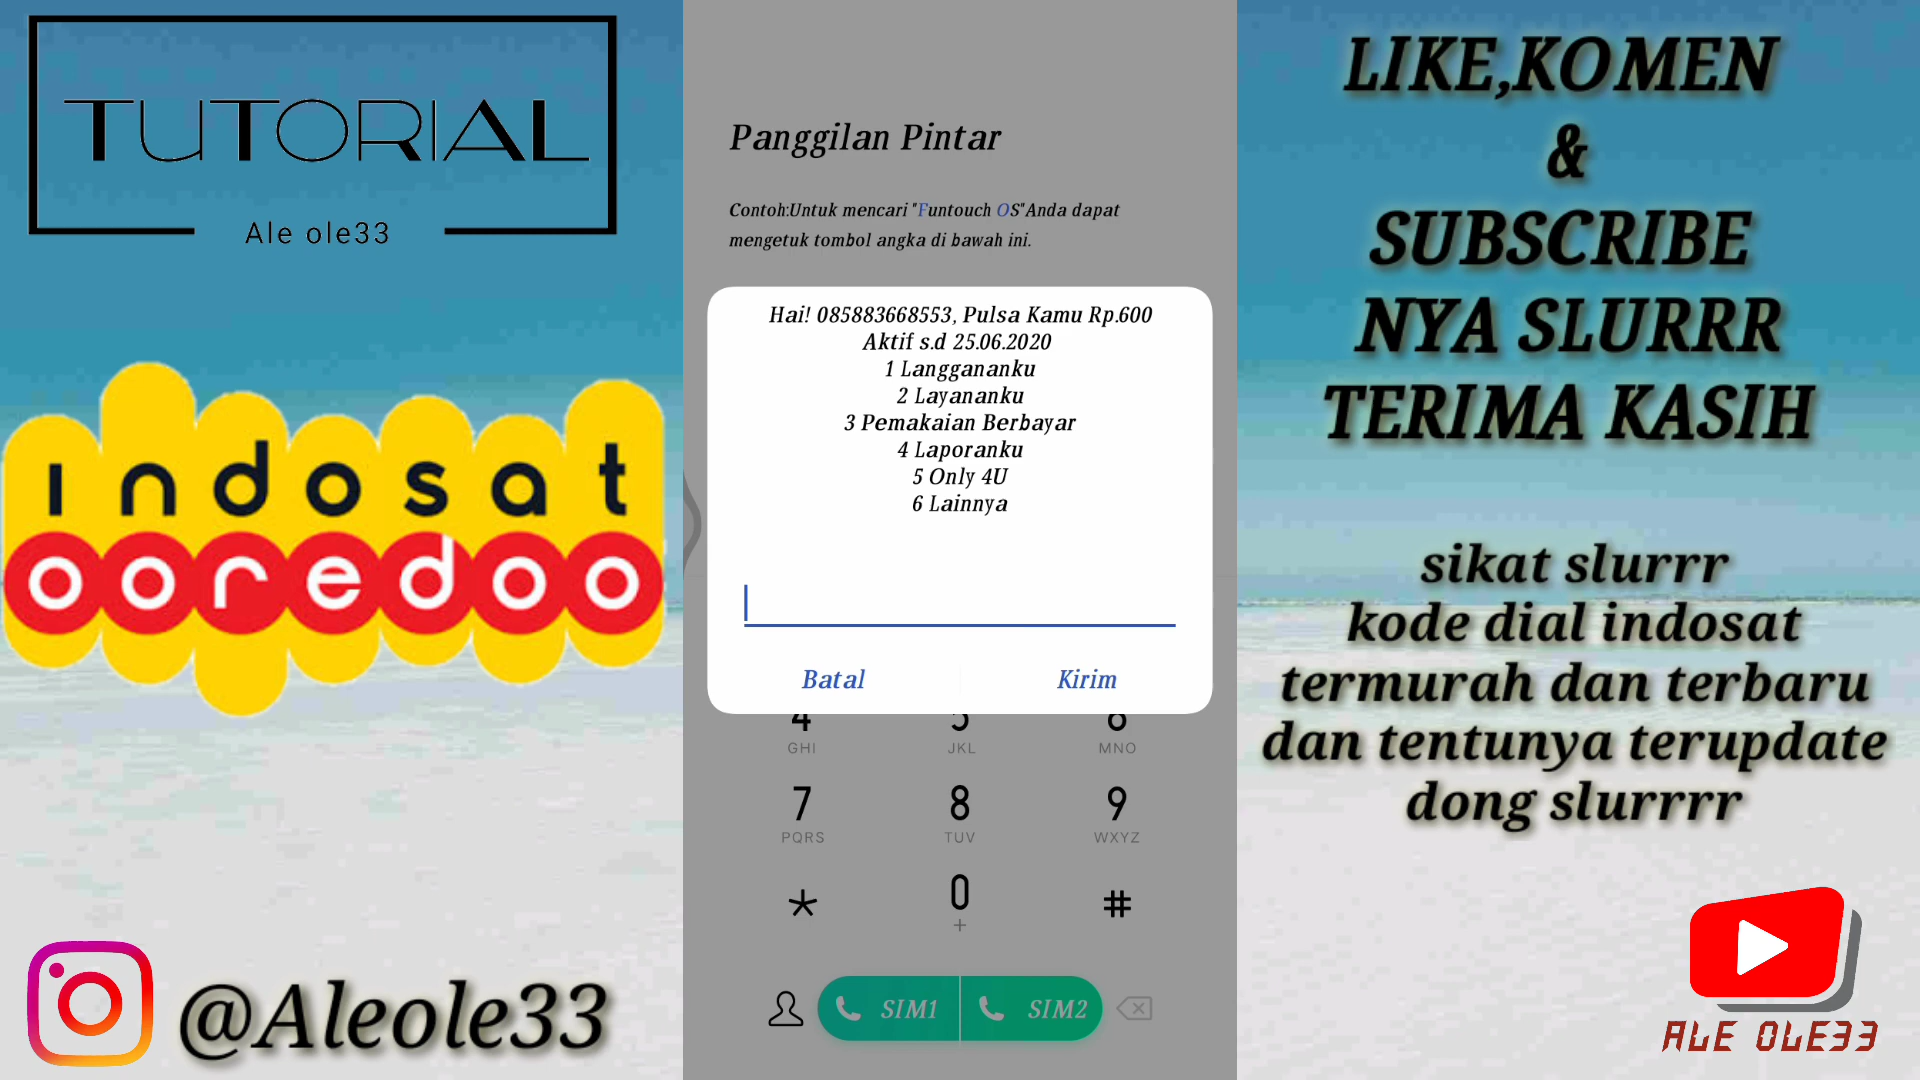 TUTORIAL
Ale ole33
indosat
ooredoo
@Aleole33
Panggilan Pintar
Contoh:Untuk mencari "Funtouch OS"Anda dapat
mengetuk tombol angka di bawah ini.
Hai! 085883668553, Pulsa Kamu Rp.600
Aktif s.d 25.06.2020
1 Langgananku
2 Layananku
3 Pemakaian Berbayar
4 Laporanku
5 Only 4U
6 Lainnya
Batal Kirim
4 5 6
GHI JKL MNO
7 8 9
PQRS TUV WXYZ
* 0 #
+
SIM1 SIM2
LIKE,KOMEN
&
SUBSCRIBE
NYA SLURRR
TERIMA KASIH
sikat slurrr
kode dial indosat
termurah dan terbaru
dan tentunya terupdate
dong slurrrr
ALE OLE33